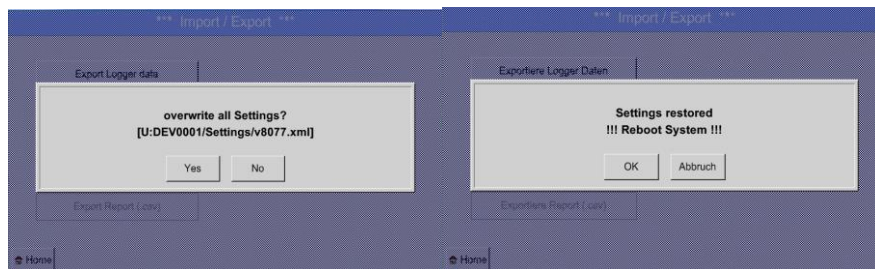 *** Import / Export ***
Export Logger data
overwrite all Settings?
[U:DEV0001/Settings/v8077.xml]
Yes
No
Export Report (.csv)
Home
*** Import / Export ***
Exportiere Logger Daten
Settings restored
!!! Reboot System !!!
OK
Abbruch
Exportiere Report (.csv)
Home